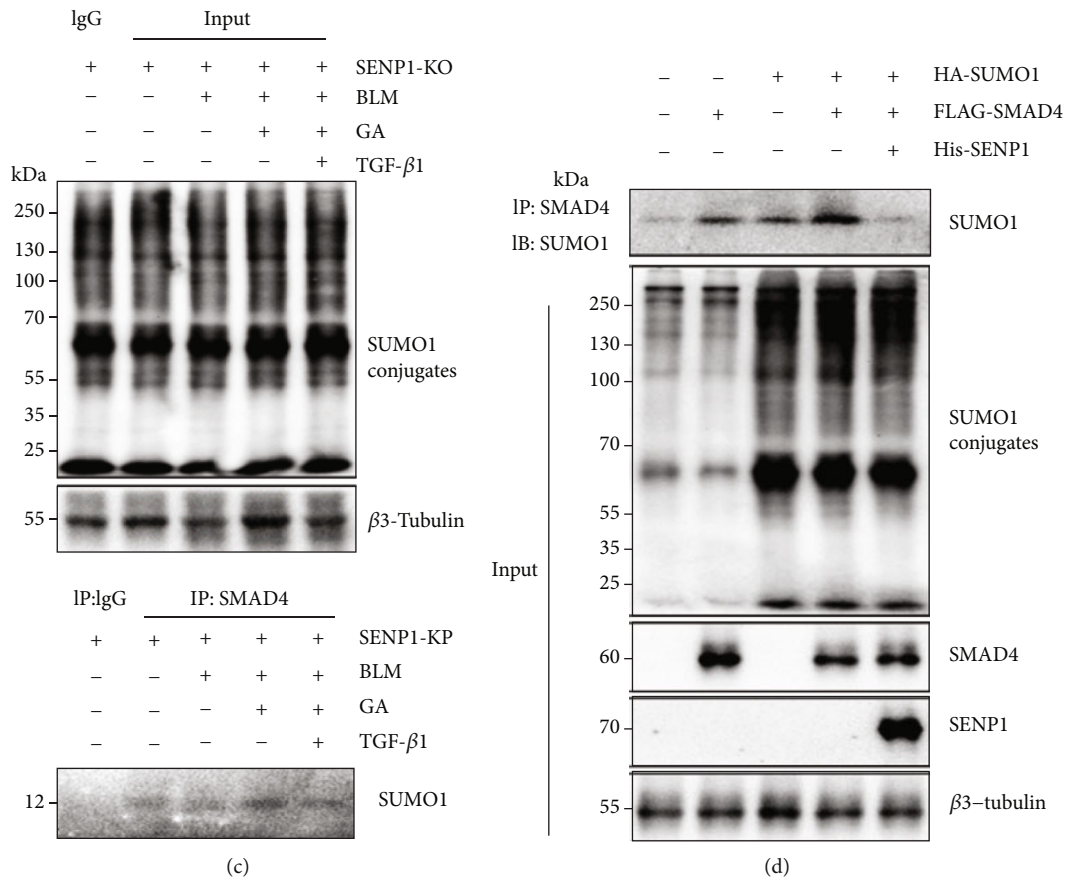 lgG Input
+ + + + + SENP1-KO
− − + + + BLM
− − − + + GA
− − − − + TGF-β1
kDa
250
130
100
70
55
35
25
SUMO1
conjugates
55
β3-Tubulin
lP:lgG IP: SMAD4
+ + + + + SENP1-KP
− − + + + BLM
− − − + + GA
− − − − + TGF-β1
12
SUMO1
(c)
− − + + + HA-SUMO1
− + − + + FLAG-SMAD4
− − − − + His-SENP1
kDa
lP: SMAD4
lB: SUMO1
SUMO1
250
130
100
70
55
35
25
SUMO1
conjugates
Input
60
SMAD4
70
SENP1
55
β3−tubulin
(d)